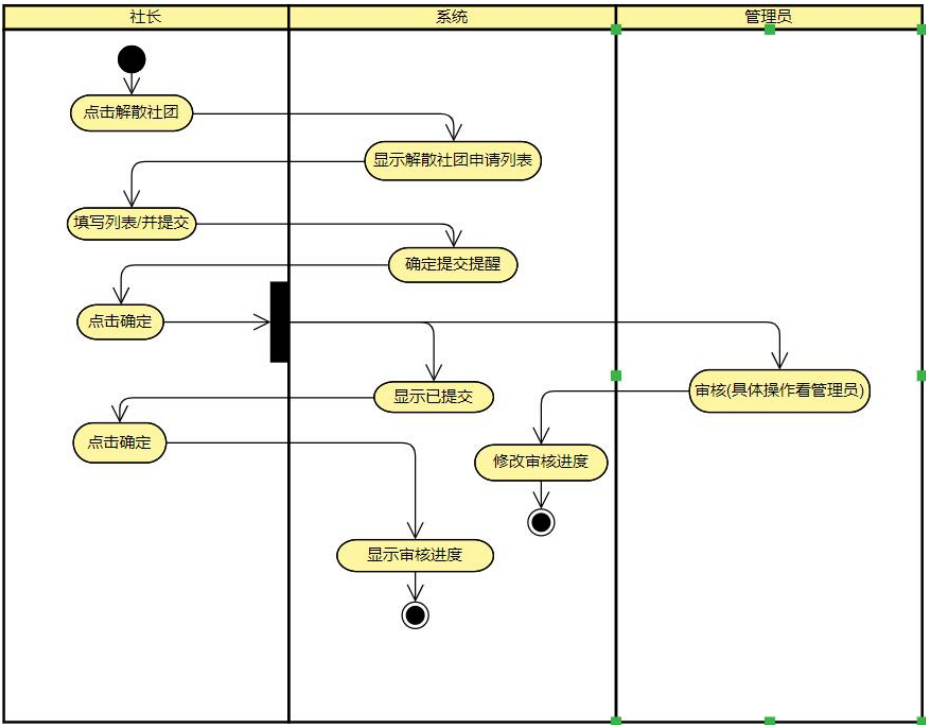 社长
系统
管理员
点击解散社团
显示解散社团申请列表
填写列表/并提交
确定提交提醒
点击确定
显示已提交
审核(具体操作看管理员)
点击确定
修改审核进度
显示审核进度